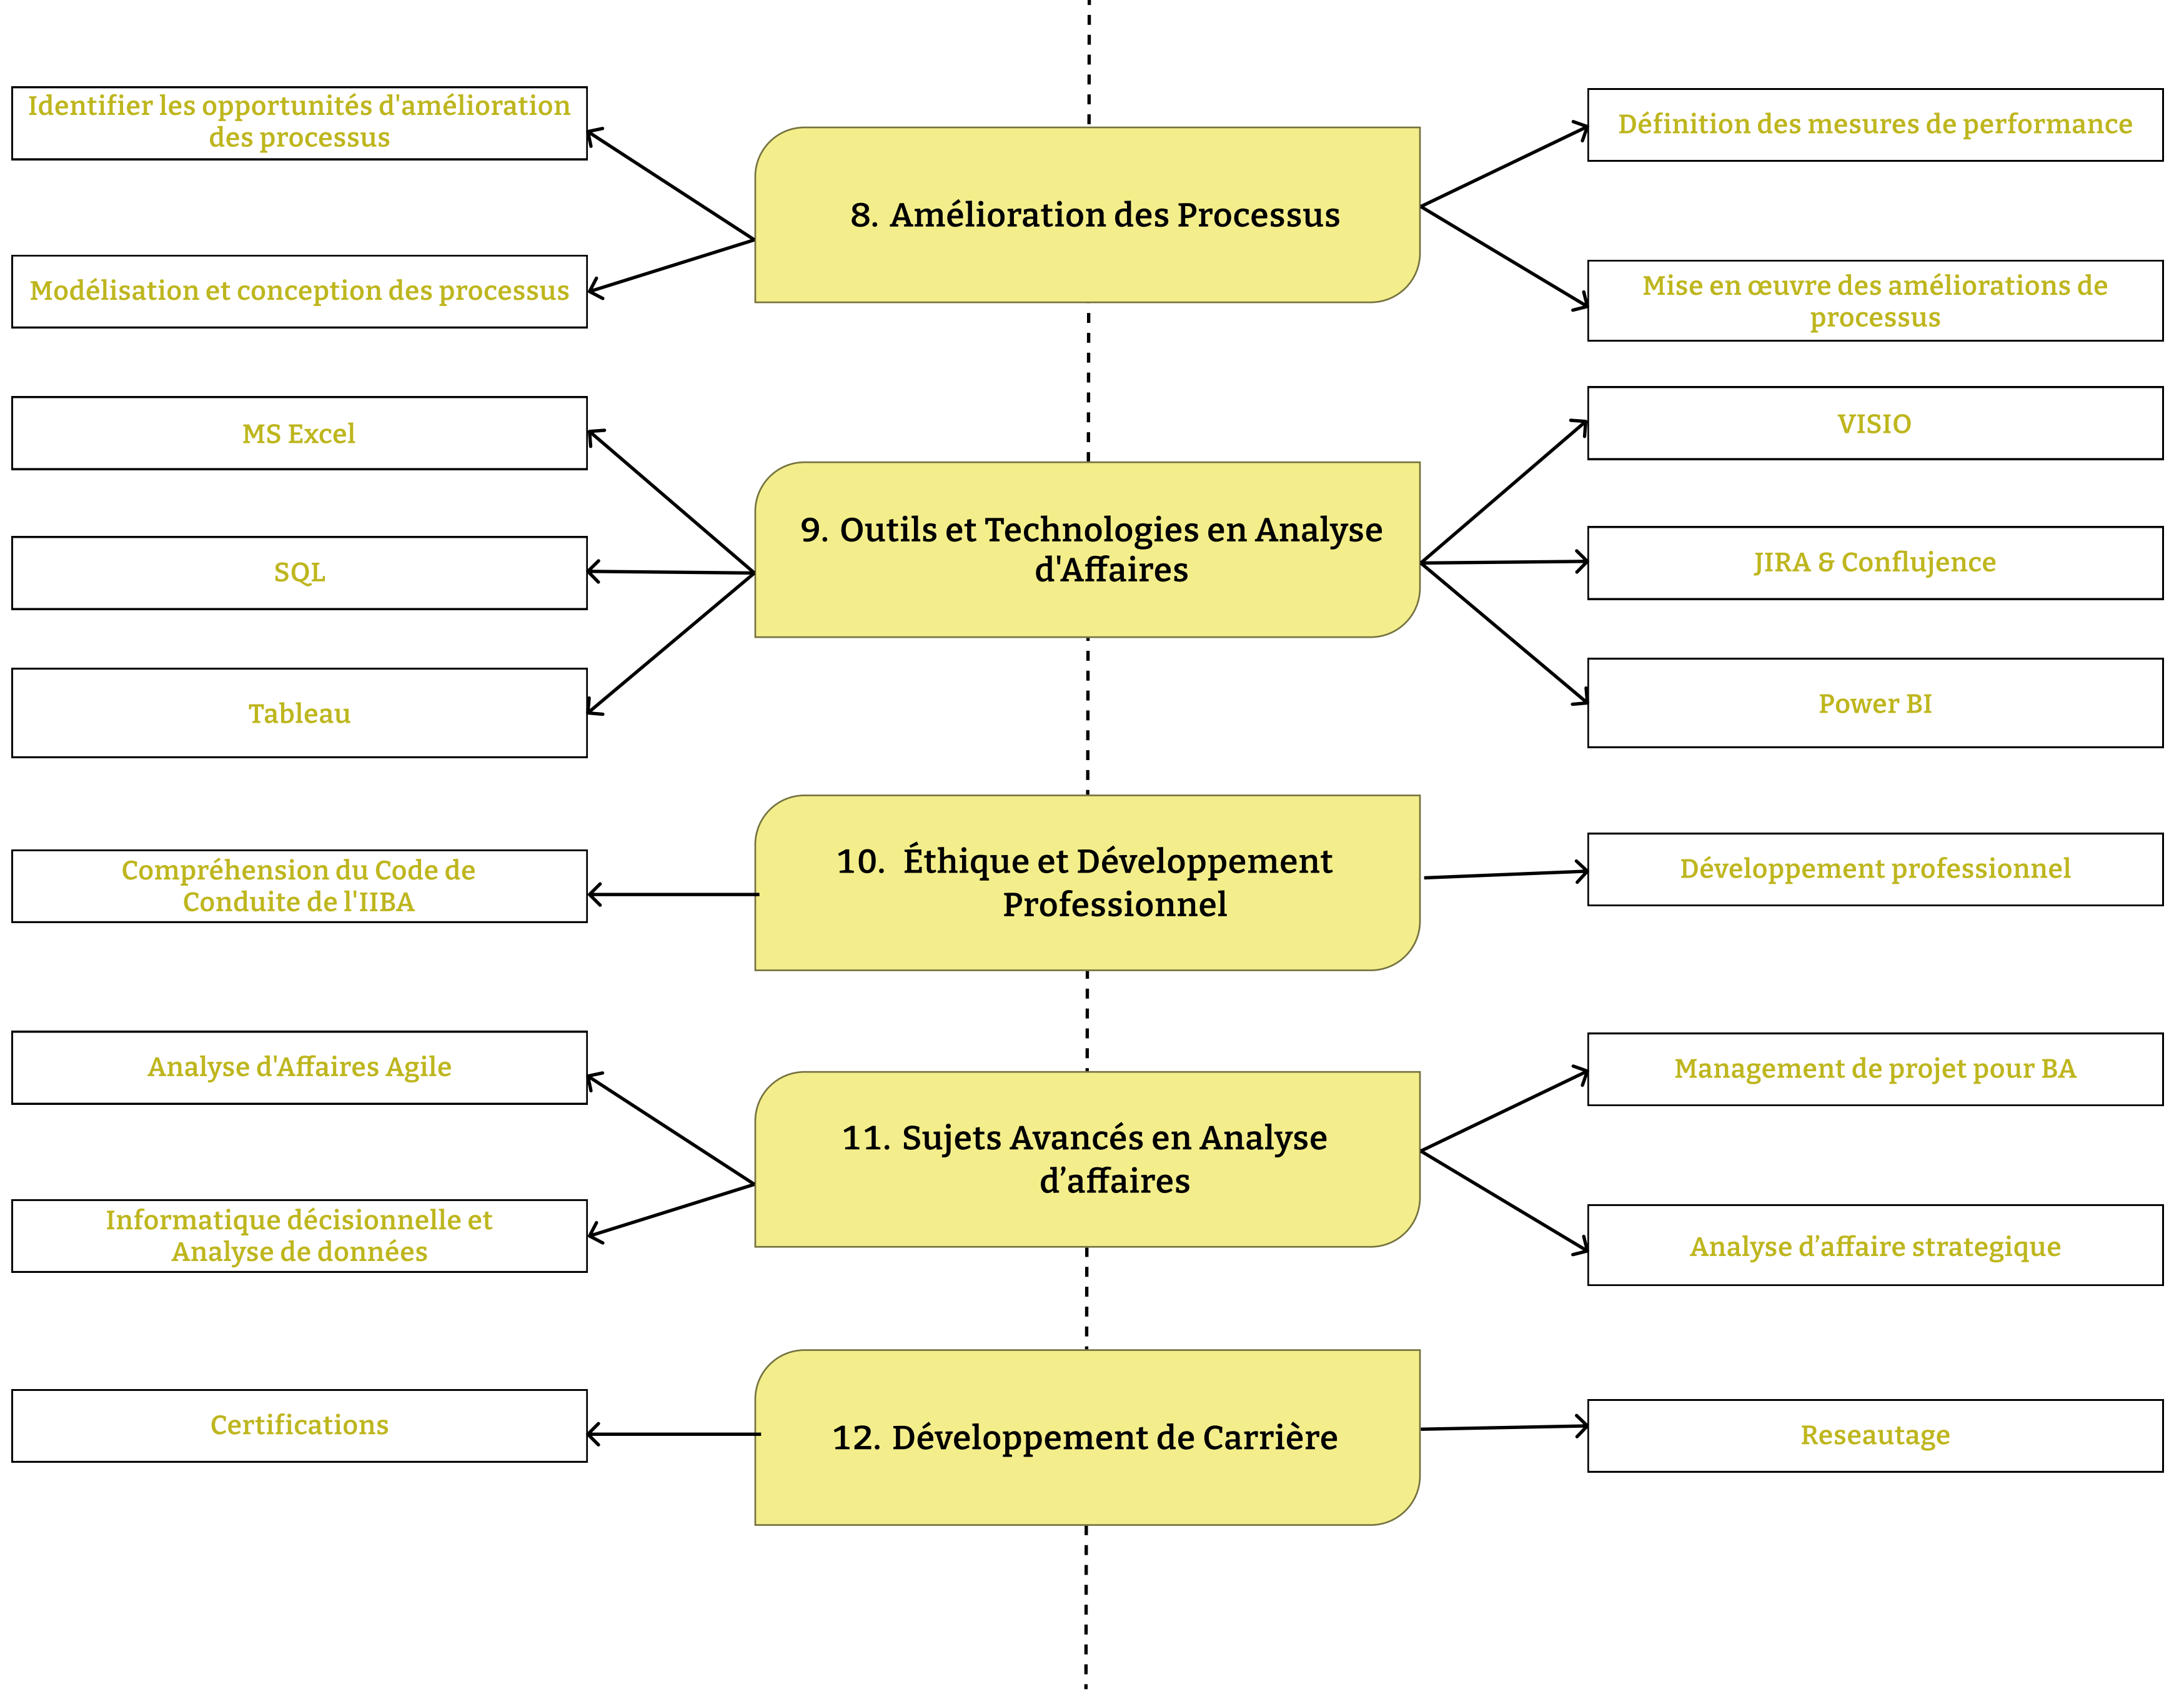 Identifier les opportunités d'amélioration
des processus
Définition des mesures de performance
8. Amélioration des Processus
Modélisation et conception des processus
Mise en œuvre des améliorations de
processus
MS Excel
VISIO
9. Outils et Technologies en Analyse
d'Affaires
SQL
JIRA & Conflujence
Tableau
Power BI
10. Éthique et Développement
Professionnel
Compréhension du Code de
Conduite de l'IIBA
Développement professionnel
Analyse d'Affaires Agile
Management de projet pour BA
11. Sujets Avancés en Analyse
d’affaires
Informatique décisionnelle et
Analyse de données
Analyse d’affaire strategique
Certifications
12. Développement de Carrière
Reseautage